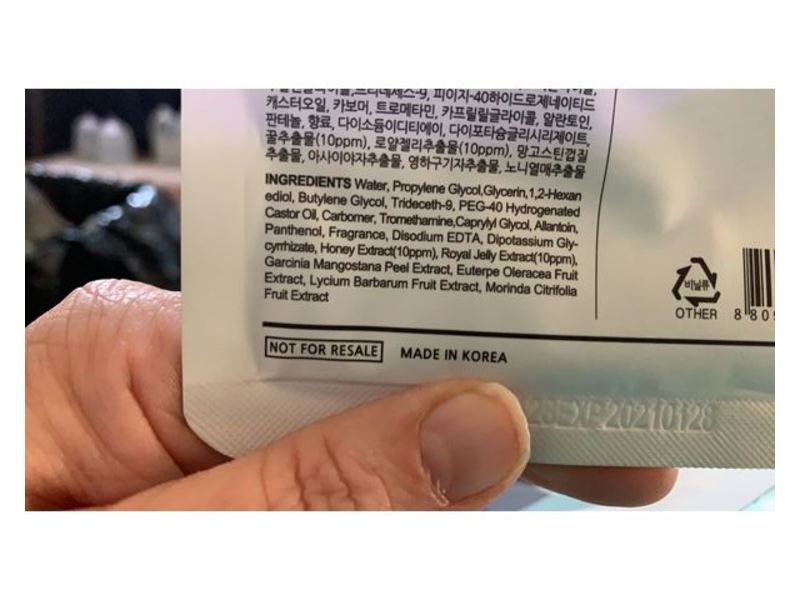 캐스터오일, 카보머, 트로메타민, 카프릴릴글라이콜, 알란토인,
판테놀, 향료, 다이소듐이디티에이, 다이포타슘글리시리제이트,
꿀추출물(10ppm), 로얄젤리추출물(10ppm), 망고스틴껍질
추출물, 아사이야자추출물, 영하구기자추출물, 노니열매추출물
INGREDIENTS Water, Propylene Glycol,Glycerin,1,2-Hexan
ediol, Butylene Glycol, Trideceth-9, PEG-40 Hydrogenated
Castor Oil, Carbomer, Tromethamine,Caprylyl Glycol, Allantoin,
Panthenol, Fragrance, Disodium EDTA, Dipotassium Gly-
cyrrhizate, Honey Extract(10ppm), Royal Jelly Extract(10ppm),
Garcinia Mangostana Peel Extract, Euterpe Oleracea Fruit
Extract, Lycium Barbarum Fruit Extract, Morinda Citrifolia
Fruit Extract
비닐류
OTHER
NOT FOR RESALE MADE IN KOREA
EXP 20210128